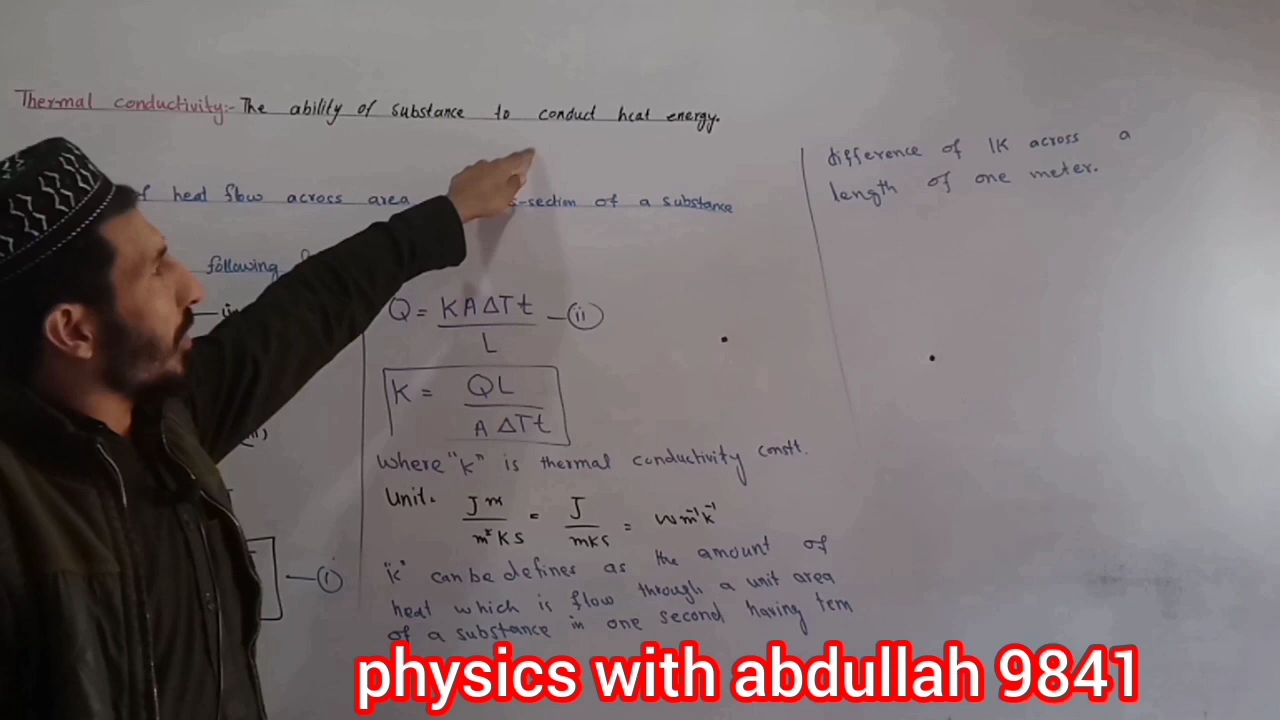 Thermal conductivity:- The ability of substance to conduct heat energy.
of heat flow across area s-section of a substance
following
Q = KAΔTt / L — (ii)
K = QL / AΔTt
where "k" is thermal conductivity constt.
Unit. Jm / m²KS = J / mKS = wm⁻¹k⁻¹
"k" can be defines as the amount of
heat which is flow through a unit area
of a substance in one second having tem
— (i)
difference of 1K across a
length of one meter.
physics with abdullah 9841